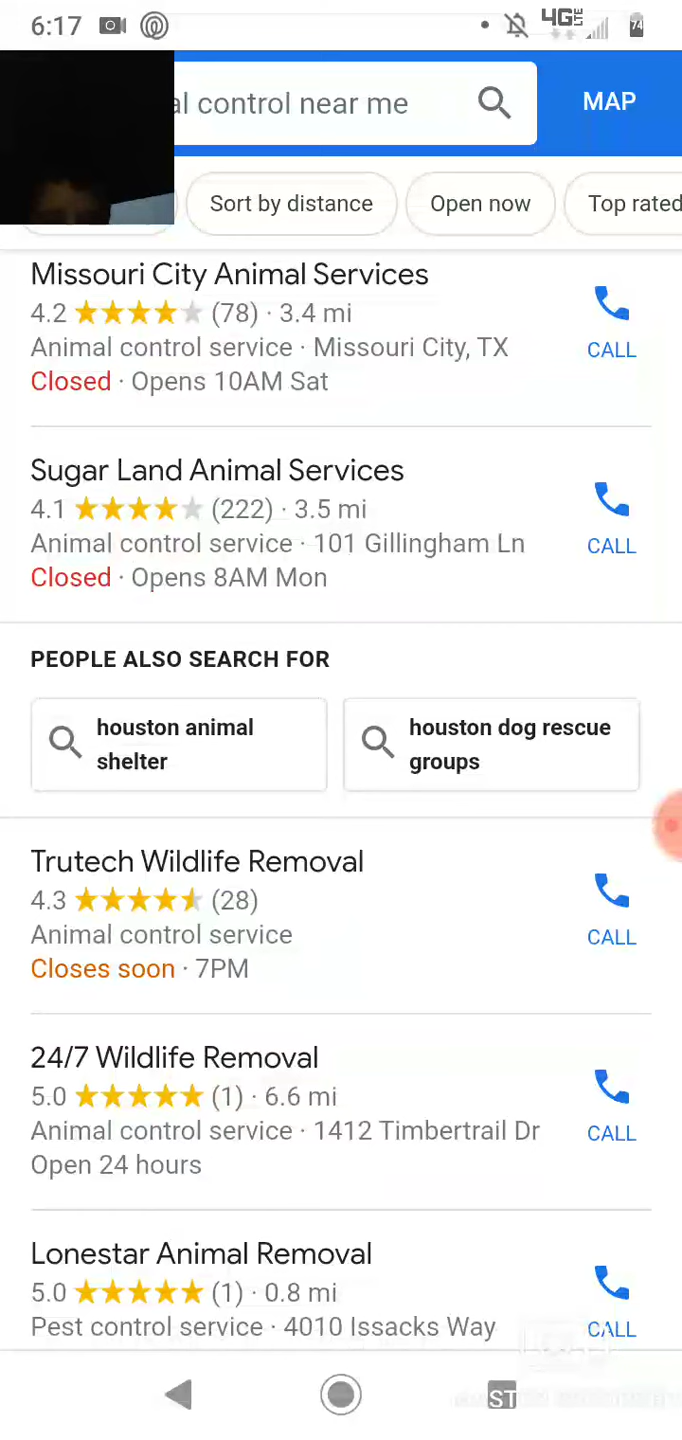 6:17
4G LTE
74
al control near me
MAP
Sort by distance
Open now
Top rated
Missouri City Animal Services
4.2 (78) · 3.4 mi
Animal control service · Missouri City, TX
Closed · Opens 10AM Sat
CALL
Sugar Land Animal Services
4.1 (222) · 3.5 mi
Animal control service · 101 Gillingham Ln
Closed · Opens 8AM Mon
CALL
PEOPLE ALSO SEARCH FOR
houston animal
shelter
houston dog rescue
groups
Trutech Wildlife Removal
4.3 (28)
Animal control service
Closes soon · 7PM
CALL
24/7 Wildlife Removal
5.0 (1) · 6.6 mi
Animal control service · 1412 Timbertrail Dr
Open 24 hours
CALL
Lonestar Animal Removal
5.0 (1) · 0.8 mi
Pest control service · 4010 Issacks Way
CALL